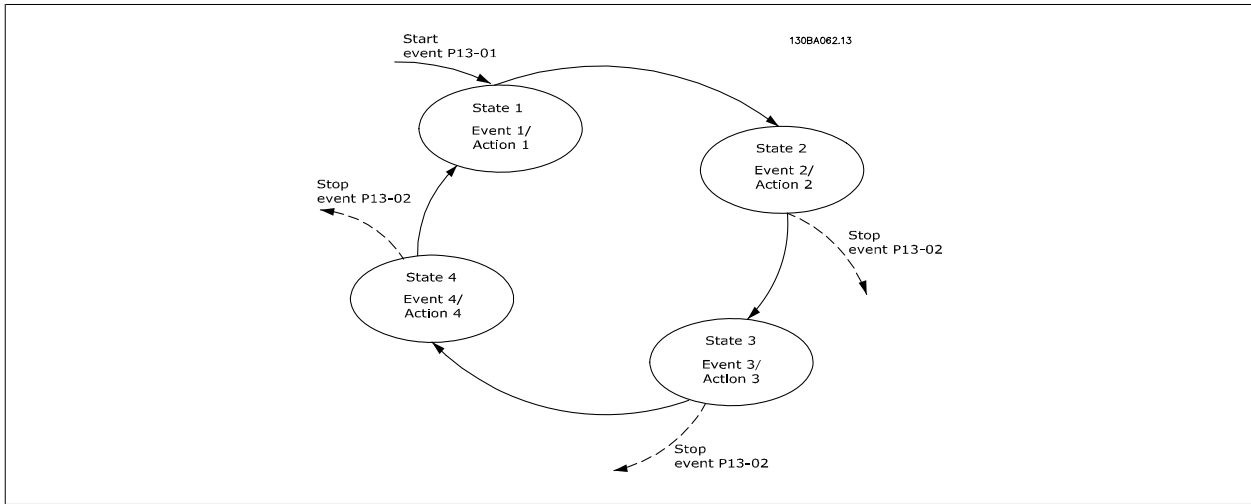 Start
event P13-01
130BA062.13
State 1
Event 1/
Action 1
State 2
Event 2/
Action 2
Stop
event P13-02
Stop
event P13-02
State 4
Event 4/
Action 4
State 3
Event 3/
Action 3
Stop
event P13-02